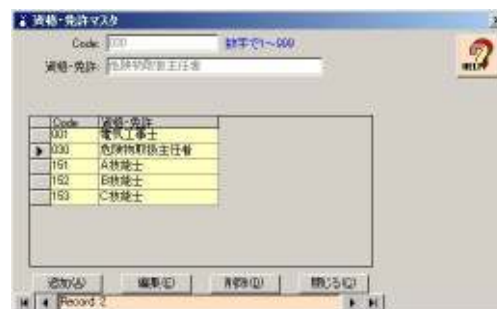 資格・免許マスタ
Code: 030 数字で1～999
資格・免許: 危険物取扱主任者
HELP
Code 資格・免許
001 電気工事士
030 危険物取扱主任者
151 A技能士
152 B技能士
153 C技能士
追加(A) 編集(E) 削除(D) 閉じる(C)
Record 2